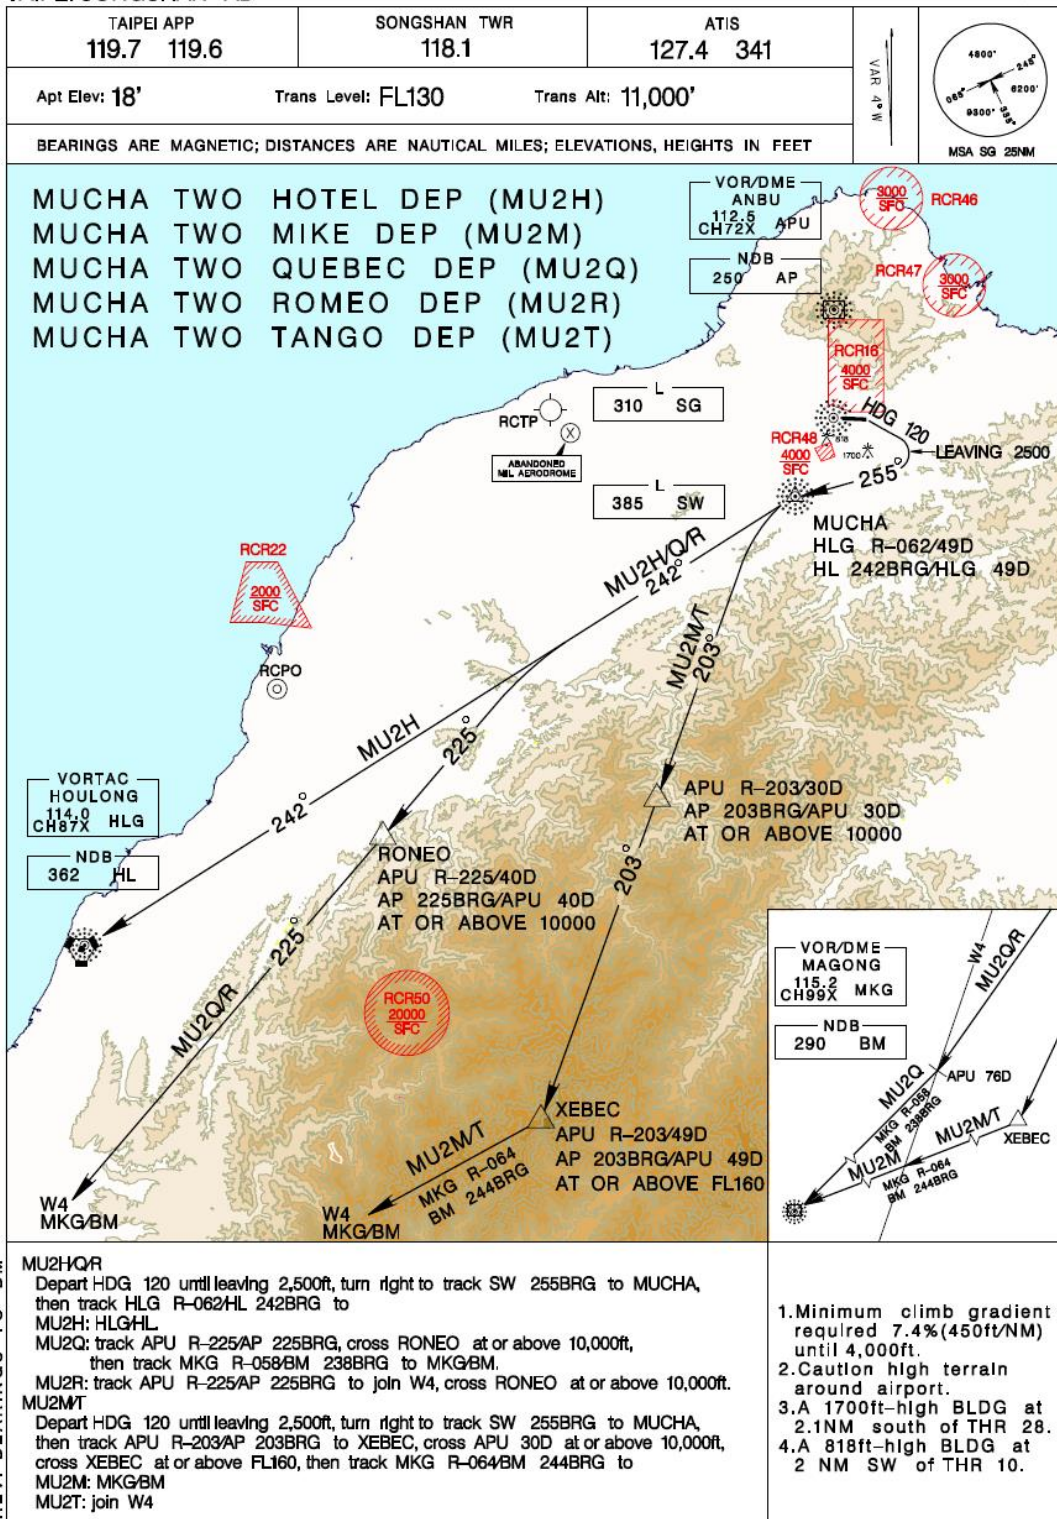 TAIPEI APP
119.7 119.6
SONGSHAN TWR
118.1
ATIS
127.4 341
VAR 4°W
4800'
245°
065°
6200'
9300'
335°
MSA SG 25NM
Apt Elev: 18'
Trans Level: FL130
Trans Alt: 11,000'
BEARINGS ARE MAGNETIC; DISTANCES ARE NAUTICAL MILES; ELEVATIONS, HEIGHTS IN FEET
MUCHA TWO HOTEL DEP (MU2H)
MUCHA TWO MIKE DEP (MU2M)
MUCHA TWO QUEBEC DEP (MU2Q)
MUCHA TWO ROMEO DEP (MU2R)
MUCHA TWO TANGO DEP (MU2T)
VOR/DME
ANBU
112.5
CH72X APU
NDB
250 AP
3000
SFC
RCR46
RCR47
3000
SFC
RCR16
4000
SFC
L
310 SG
RCTP
X
ABANDONED
MIL AERODROME
HDG 120
RCR48
4000
SFC
818
1700
LEAVING 2500
255°
L
385 SW
MUCHA
HLG R-062/49D
HL 242BRG/HLG 49D
RCR22
2000
SFC
MU2H/Q/R
242°
MU2M/T
203°
RCPO
MU2H
225°
242°
VORTAC
HOULONG
114.0
CH87X HLG
NDB
362 HL
APU R-203/30D
AP 203BRG/APU 30D
AT OR ABOVE 10000
RONEO
APU R-225/40D
AP 225BRG/APU 40D
AT OR ABOVE 10000
203°
225°
MU2Q/R
RCR50
20000
SFC
XEBEC
APU R-203/49D
AP 203BRG/APU 49D
AT OR ABOVE FL160
MU2M/T
MKG R-064
BM 244BRG
W4
MKG/BM
W4
MKG/BM
VOR/DME
MAGONG
115.2
CH99X MKG
NDB
290 BM
W4
MU2Q/R
APU 76D
MU2Q
MKG R-058
BM 238BRG
MU2M/T
XEBEC
MU2M
MKG R-064
BM 244BRG
MU2H/Q/R
Depart HDG 120 until leaving 2,500ft, turn right to track SW 255BRG to MUCHA,
then track HLG R-062/HL 242BRG to
MU2H: HLG/HL
MU2Q: track APU R-225/AP 225BRG, cross RONEO at or above 10,000ft,
then track MKG R-058/BM 238BRG to MKG/BM.
MU2R: track APU R-225/AP 225BRG to join W4, cross RONEO at or above 10,000ft.
MU2M/T
Depart HDG 120 until leaving 2,500ft, turn right to track SW 255BRG to MUCHA,
then track APU R-203/AP 203BRG to XEBEC, cross APU 30D at or above 10,000ft,
cross XEBEC at or above FL160, then track MKG R-064/BM 244BRG to
MU2M: MKG/BM
MU2T: join W4
1.Minimum climb gradient
required 7.4%(450ft/NM)
until 4,000ft.
2.Caution high terrain
around airport.
3.A 1700ft-high BLDG at
2.1NM south of THR 28.
4.A 818ft-high BLDG at
2 NM SW of THR 10.